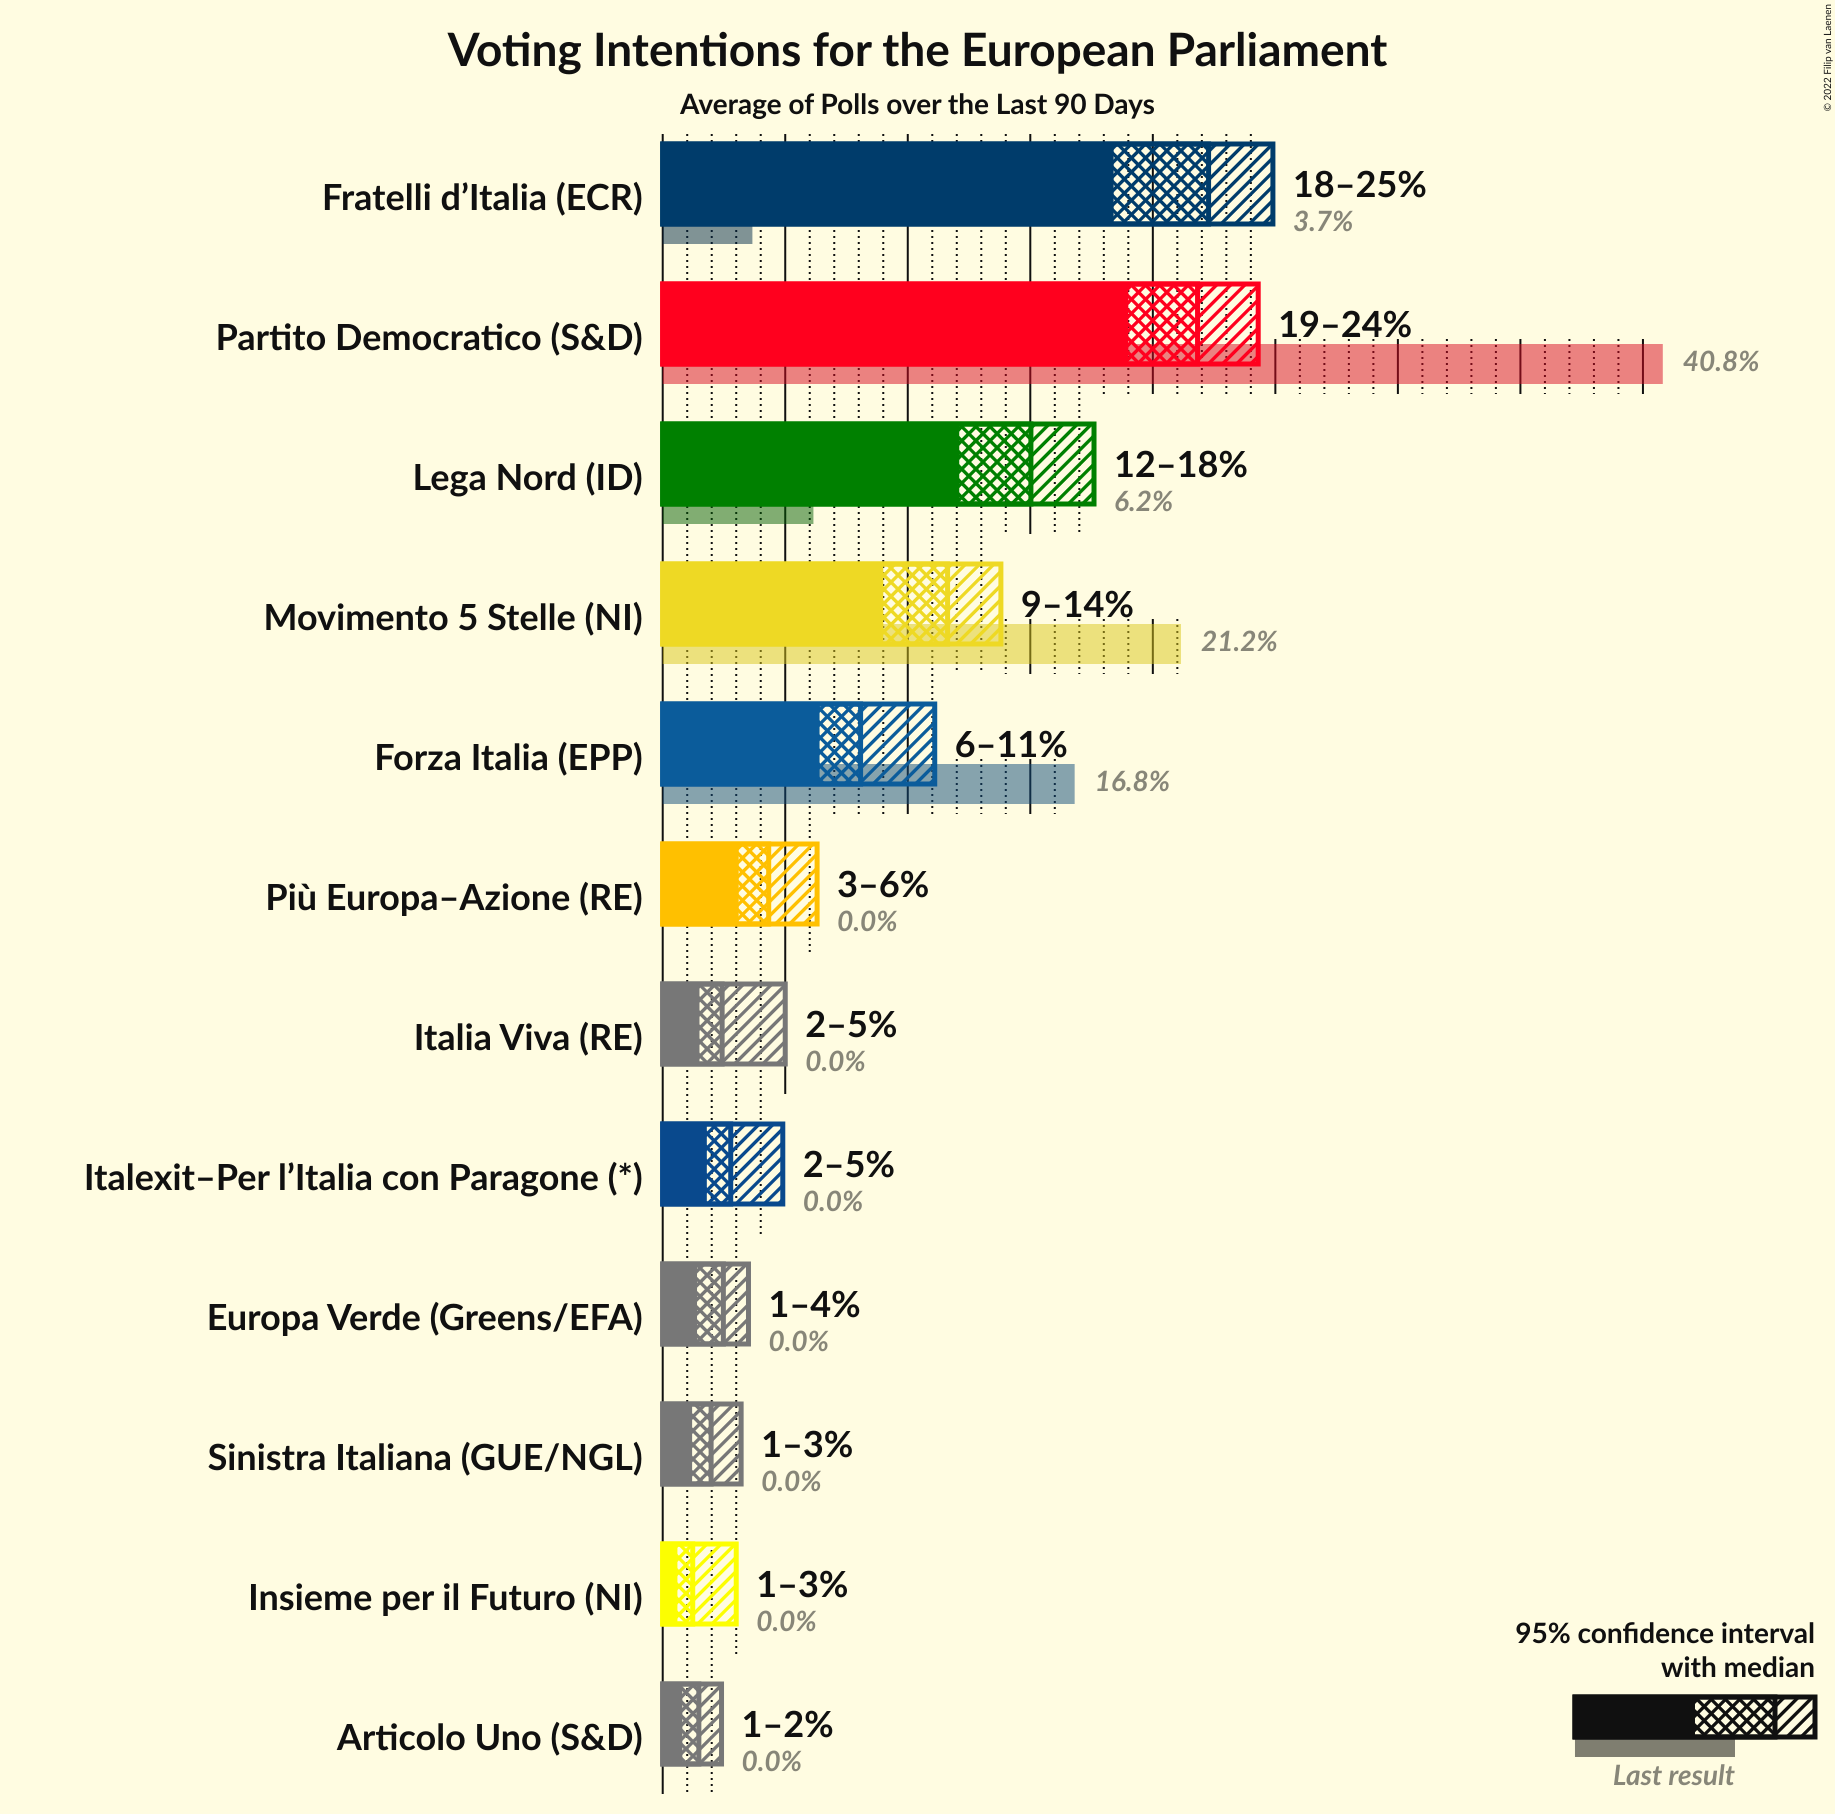 Voting Intentions for the European Parliament
Average of Polls over the Last 90 Days
© 2022 Filip van Laenen
Fratelli d’Italia (ECR)
18–25%
3.7%
Partito Democratico (S&D)
19–24%
40.8%
Lega Nord (ID)
12–18%
6.2%
Movimento 5 Stelle (NI)
9–14%
21.2%
Forza Italia (EPP)
6–11%
16.8%
Più Europa–Azione (RE)
3–6%
0.0%
Italia Viva (RE)
2–5%
0.0%
Italexit–Per l’Italia con Paragone (*)
2–5%
0.0%
Europa Verde (Greens/EFA)
1–4%
0.0%
Sinistra Italiana (GUE/NGL)
1–3%
0.0%
Insieme per il Futuro (NI)
1–3%
0.0%
Articolo Uno (S&D)
1–2%
0.0%
95% confidence interval
with median
Last result